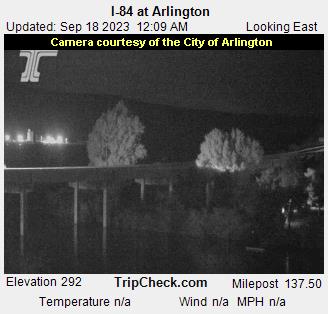 I-84 at Arlington
Updated: Sep 18 2023 12:09 AM Looking East
Camera courtesy of the City of Arlington
Elevation 292 TripCheck.com Milepost 137.50
Temperature n/a Wind n/a MPH n/a